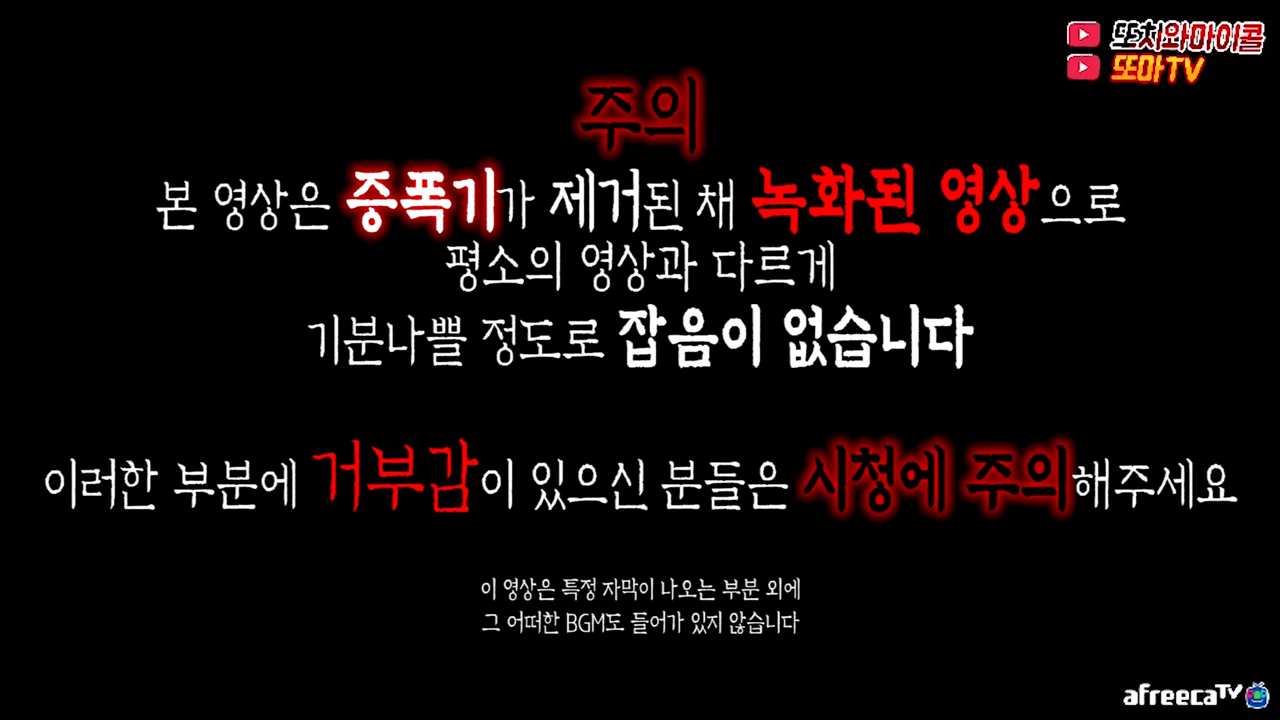 또치와마이콜
또마TV
주의
본 영상은 증폭기가 제거된 채 녹화된 영상으로
평소의 영상과 다르게
기분나쁠 정도로 잡음이 없습니다
이러한 부분에 거부감이 있으신 분들은 시청에 주의해주세요
이 영상은 특정 자막이 나오는 부분 외에
그 어떠한 BGM도 들어가 있지 않습니다
afreecaTV